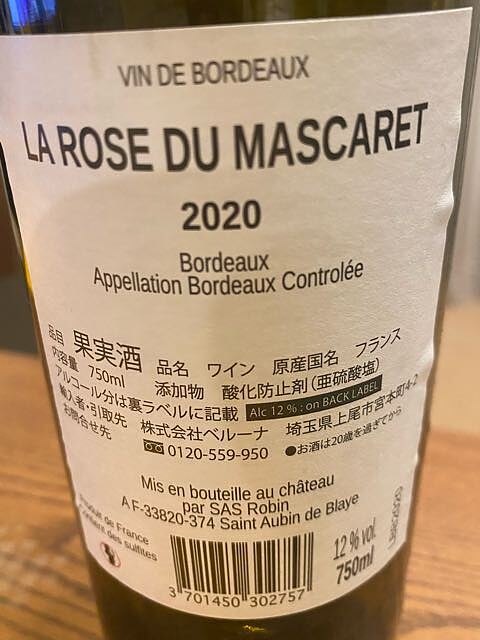 VIN DE BORDEAUX
LA ROSE DU MASCARET
2020
Bordeaux
Appellation Bordeaux Controlée
品目 果実酒 品名 ワイン 原産国名 フランス
内容量 750ml 添加物 酸化防止剤(亜硫酸塩)
アルコール分は裏ラベルに記載 Alc 12 % : on BACK LABEL
輸入者・引取先 株式会社ベルーナ 埼玉県上尾市宮本町4-2
お問合せ先 0120-559-950 ●お酒は20歳を過ぎてから
Mis en bouteille au château
par SAS Robin
A F-33820-374 Saint Aubin de Blaye
Produit de France
Contient des sulfites
12 % vol.
750ml
3 701450 302757